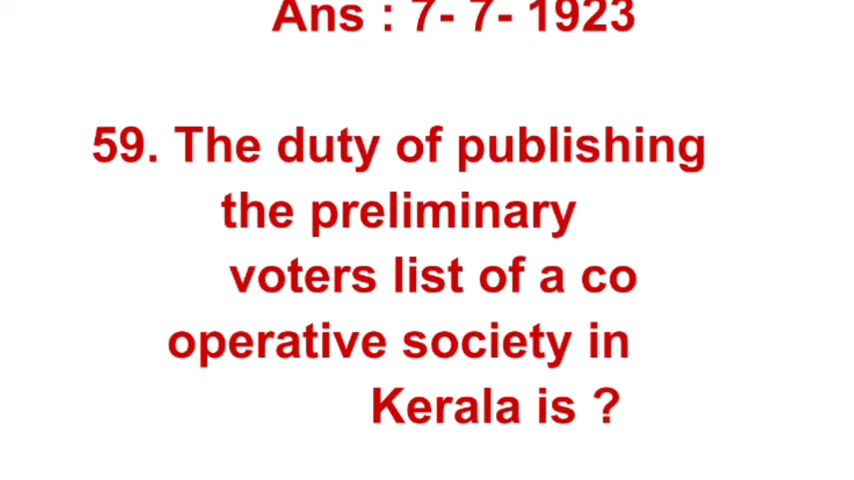 Ans : 7- 7- 1923
59. The duty of publishing
the preliminary
voters list of a co
operative society in
Kerala is ?